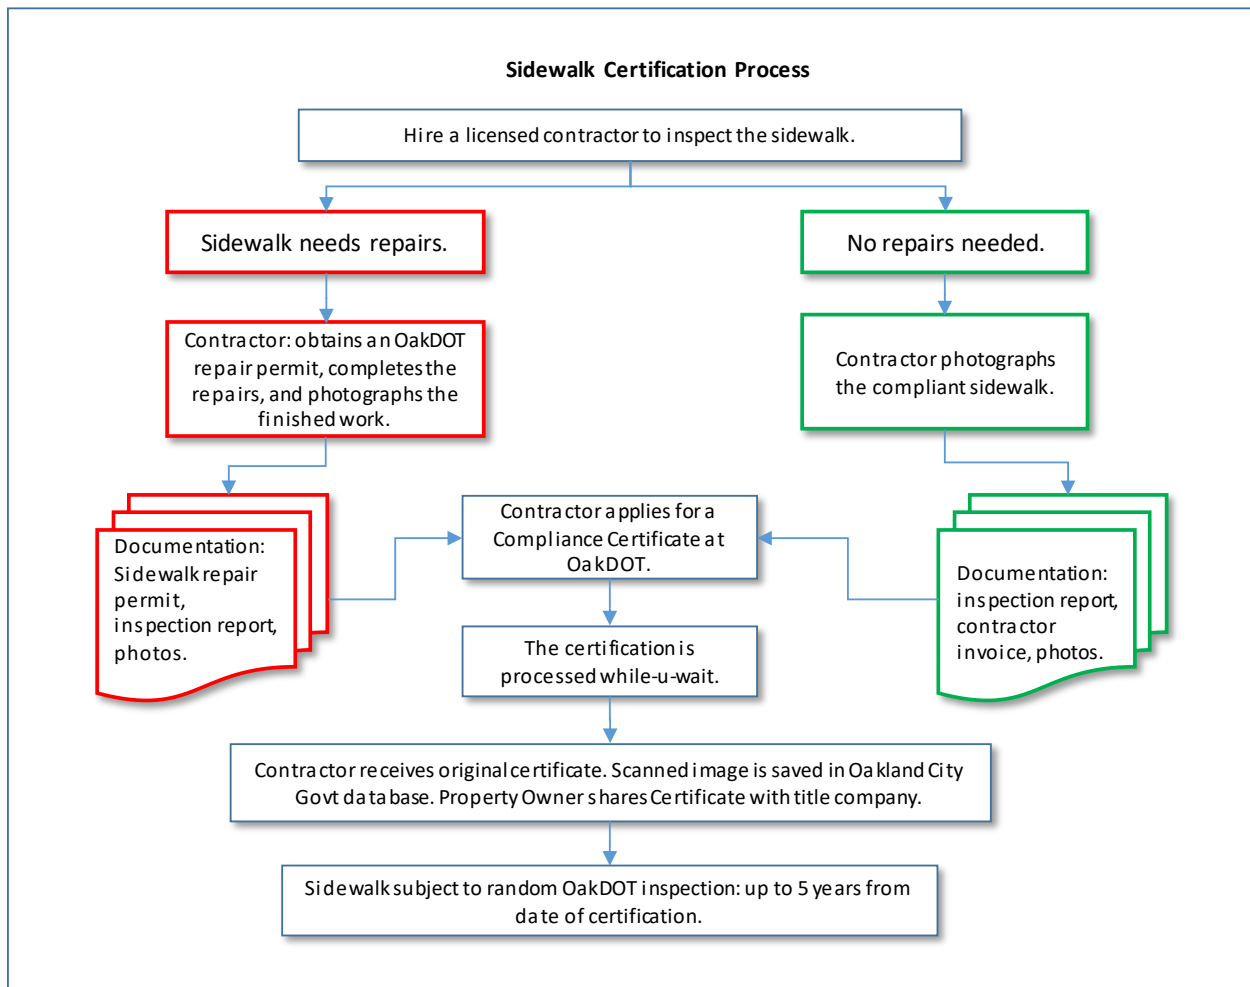 Sidewalk Certification Process
Hire a licensed contractor to inspect the sidewalk.
Sidewalk needs repairs.
No repairs needed.
Contractor: obtains an OakDOT
repair permit, completes the
repairs, and photographs the
finished work.
Contractor photographs
the compliant sidewalk.
Documentation:
Sidewalk repair
permit,
inspection report,
photos.
Contractor applies for a
Compliance Certificate at
OakDOT.
Documentation:
inspection report,
contractor
invoice, photos.
The certification is
processed while-u-wait.
Contractor receives original certificate. Scanned image is saved in Oakland City
Govt database. Property Owner shares Certificate with title company.
Sidewalk subject to random OakDOT inspection: up to 5 years from
date of certification.